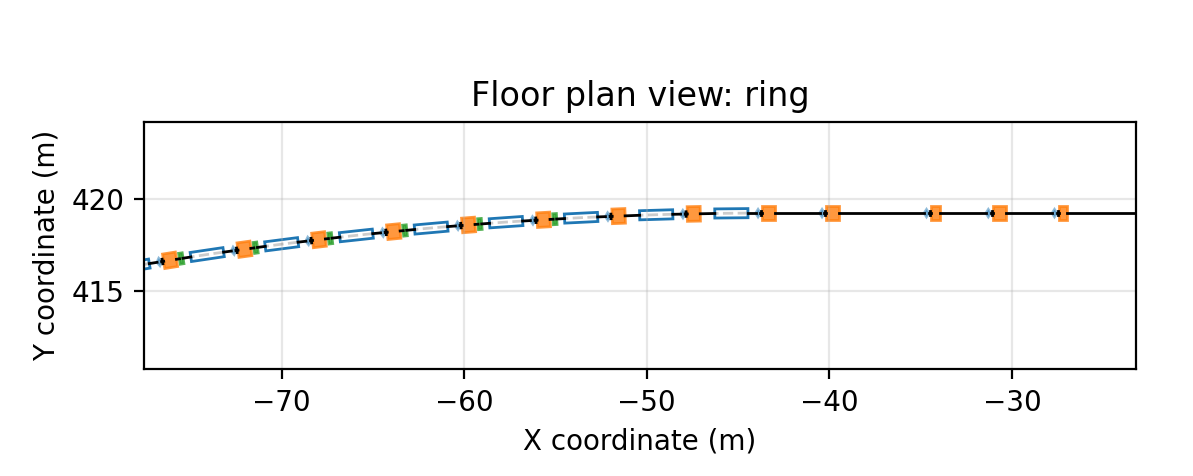 Floor plan view: ring
Y coordinate (m)
420
415
−70
−60
−50
−40
−30
X coordinate (m)